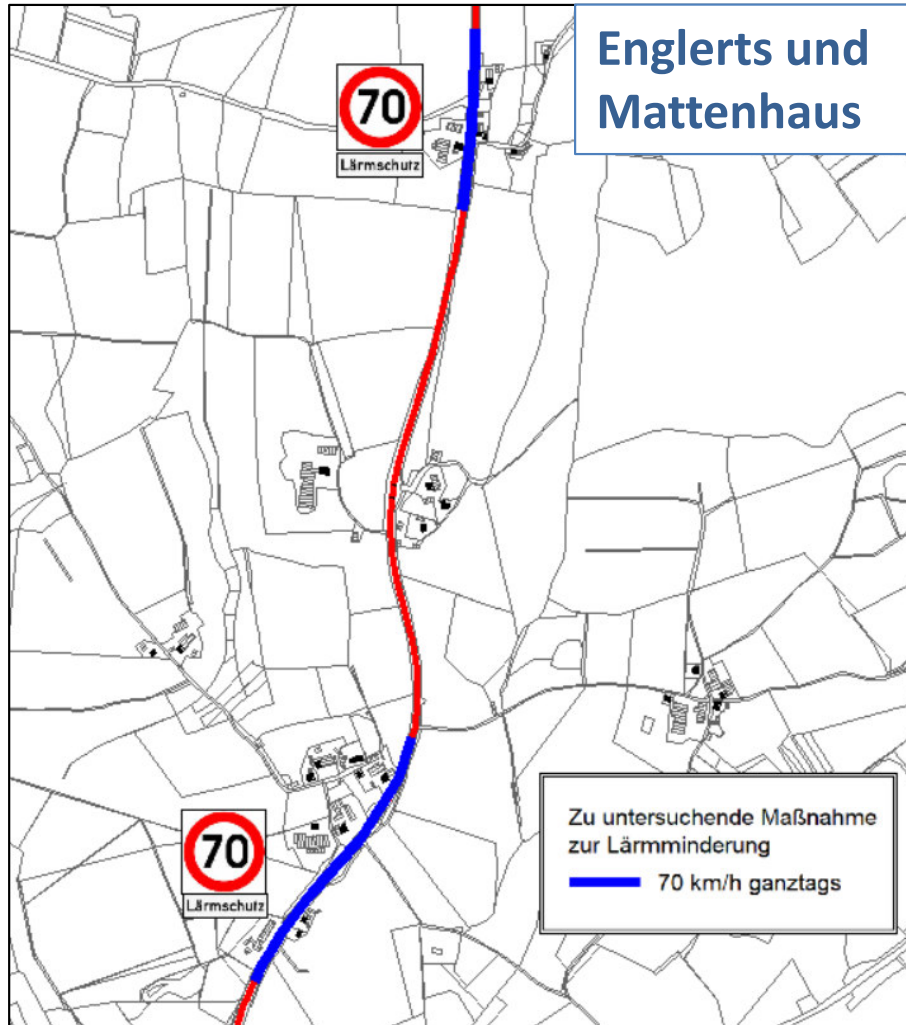 Englerts und
Mattenhaus
70
Lärmschutz
70
Lärmschutz
Zu untersuchende Maßnahme
zur Lärmminderung
70 km/h ganztags